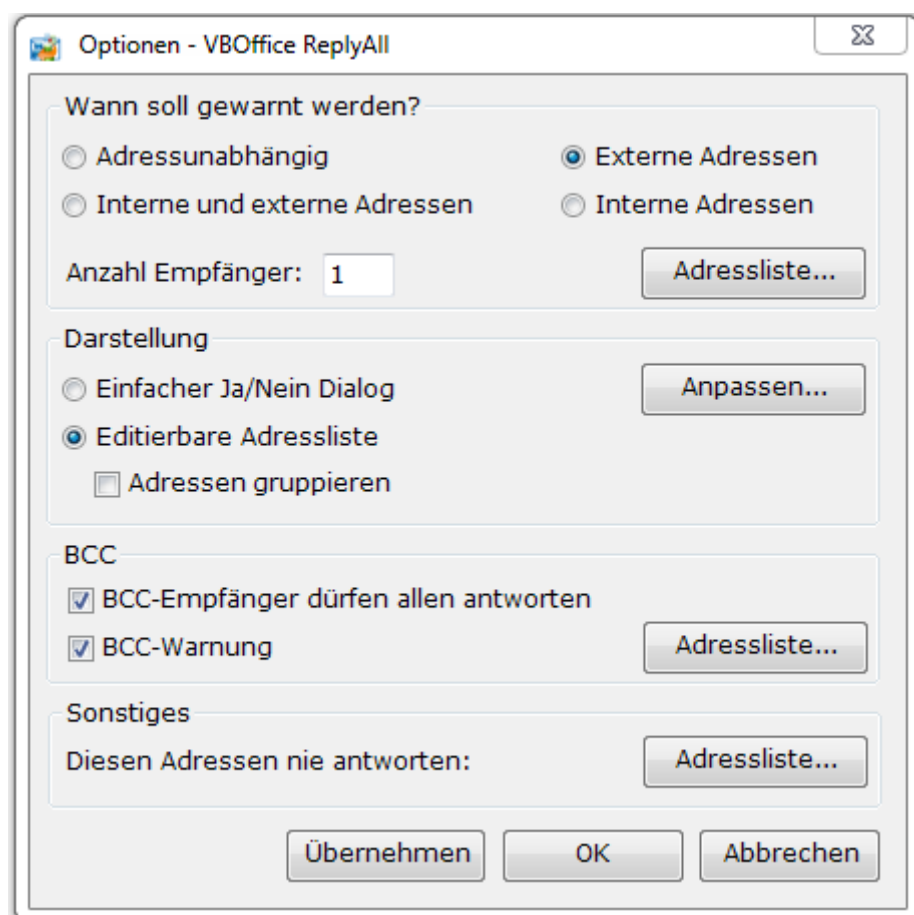 Optionen - VBOffice ReplyAll
Wann soll gewarnt werden?
Adressunabhängig
Externe Adressen
Interne und externe Adressen
Interne Adressen
Anzahl Empfänger: 1
Adressliste...
Darstellung
Einfacher Ja/Nein Dialog
Anpassen...
Editierbare Adressliste
Adressen gruppieren
BCC
BCC-Empfänger dürfen allen antworten
BCC-Warnung
Adressliste...
Sonstiges
Diesen Adressen nie antworten:
Adressliste...
Übernehmen
OK
Abbrechen